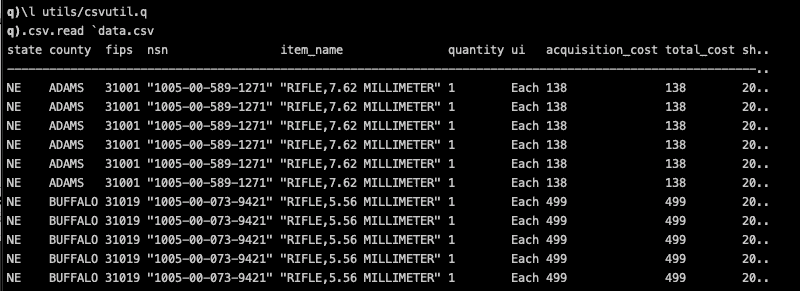 q)\l utils/csvutil.q
q).csv.read `data.csv
state county  fips  nsn                item_name                quantity ui   acquisition_cost total_cost sh..
-----------------------------------------------------------------------------------------------------------..
NE    ADAMS   31001 "1005-00-589-1271" "RIFLE,7.62 MILLIMETER" 1        Each 138              138        20..
NE    ADAMS   31001 "1005-00-589-1271" "RIFLE,7.62 MILLIMETER" 1        Each 138              138        20..
NE    ADAMS   31001 "1005-00-589-1271" "RIFLE,7.62 MILLIMETER" 1        Each 138              138        20..
NE    ADAMS   31001 "1005-00-589-1271" "RIFLE,7.62 MILLIMETER" 1        Each 138              138        20..
NE    ADAMS   31001 "1005-00-589-1271" "RIFLE,7.62 MILLIMETER" 1        Each 138              138        20..
NE    ADAMS   31001 "1005-00-589-1271" "RIFLE,7.62 MILLIMETER" 1        Each 138              138        20..
NE    BUFFALO 31019 "1005-00-073-9421" "RIFLE,5.56 MILLIMETER" 1        Each 499              499        20..
NE    BUFFALO 31019 "1005-00-073-9421" "RIFLE,5.56 MILLIMETER" 1        Each 499              499        20..
NE    BUFFALO 31019 "1005-00-073-9421" "RIFLE,5.56 MILLIMETER" 1        Each 499              499        20..
NE    BUFFALO 31019 "1005-00-073-9421" "RIFLE,5.56 MILLIMETER" 1        Each 499              499        20..
NE    BUFFALO 31019 "1005-00-073-9421" "RIFLE,5.56 MILLIMETER" 1        Each 499              499        20..